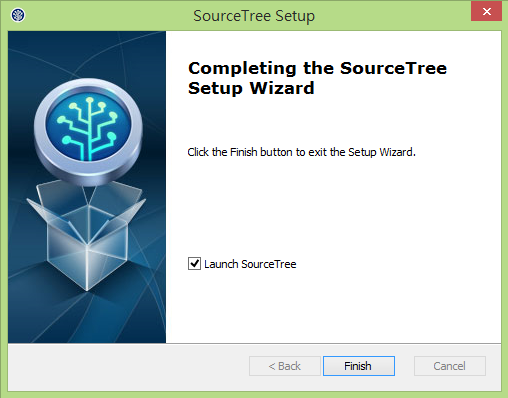 SourceTree Setup
Completing the SourceTree
Setup Wizard
Click the Finish button to exit the Setup Wizard.
Launch SourceTree
< Back
Finish
Cancel